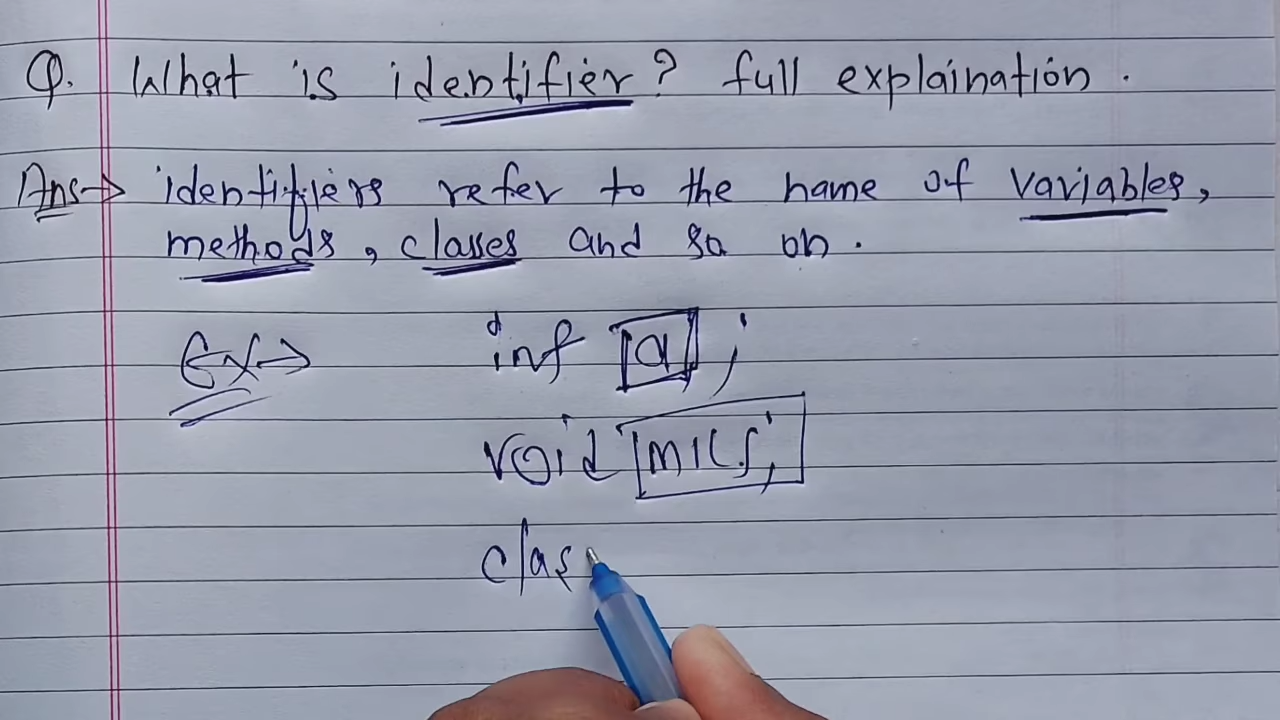 Q. What is identifier? full explaination.
Ans→ identifiers refer to the name of variables,
methods, classes and so on.
Ex→ int a;
void m1();
clas